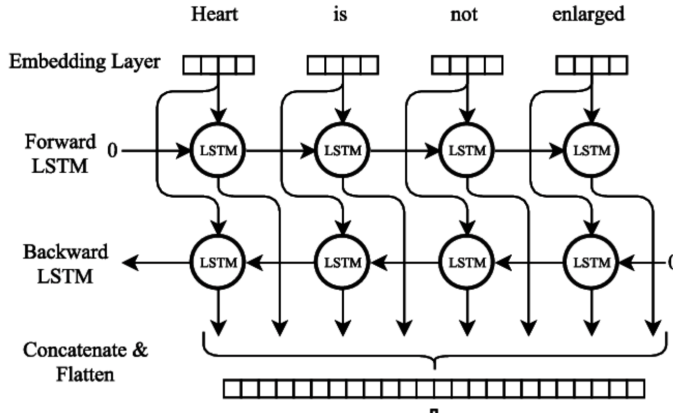 Heart is not enlarged
Embedding Layer
Forward
LSTM
0
LSTM LSTM LSTM LSTM
Backward
LSTM
LSTM LSTM LSTM LSTM
0
Concatenate &
Flatten